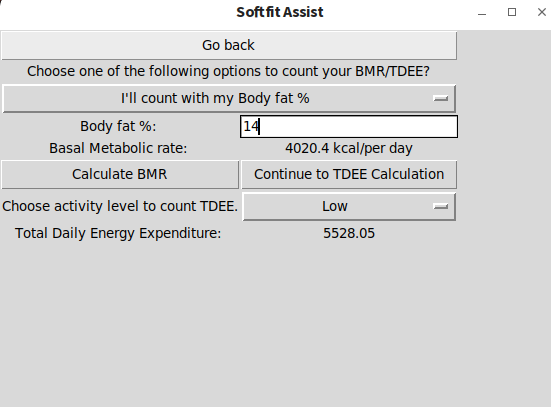 Softfit Assist
Go back
Choose one of the following options to count your BMR/TDEE?
I'll count with my Body fat %
Body fat %: 14
Basal Metabolic rate: 4020.4 kcal/per day
Calculate BMR Continue to TDEE Calculation
Choose activity level to count TDEE. Low
Total Daily Energy Expenditure: 5528.05